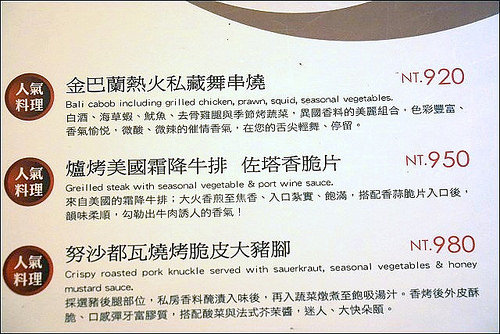 人氣
料理
金巴蘭熱火私藏舞串燒
NT.920
Bali cabob including grilled chicken, prawn, squid, seasonal vegetables.
白酒、海草蝦、魷魚、去骨雞腿與季節烤蔬菜，異國香料的美麗組合，色彩豐富、
香氣愉悅，微酸、微辣的催情香氣，在您的舌尖輕舞、停留。
人氣
料理
爐烤美國霜降牛排 佐塔香脆片
NT.950
Greilled steak with seasonal vegetable & port wine sauce.
來自美國的霜降牛排；大火香煎至焦香、入口紮實、飽滿，搭配香蒜脆片入口後，
韻味柔順，勾勒出牛肉誘人的香氣！
人氣
料理
努沙都瓦燒烤脆皮大豬腳
NT.980
Crispy roasted pork knuckle served with sauerkraut, seasonal vegetables & honey
mustard sauce.
採選豬後腿部位，私房香料醃漬入味後，再入蔬菜燉煮至飽吸湯汁。香烤後外皮酥
脆、口感彈牙富膠質，搭配酸菜與法式芥茉醬，迷人、大快朵頤。